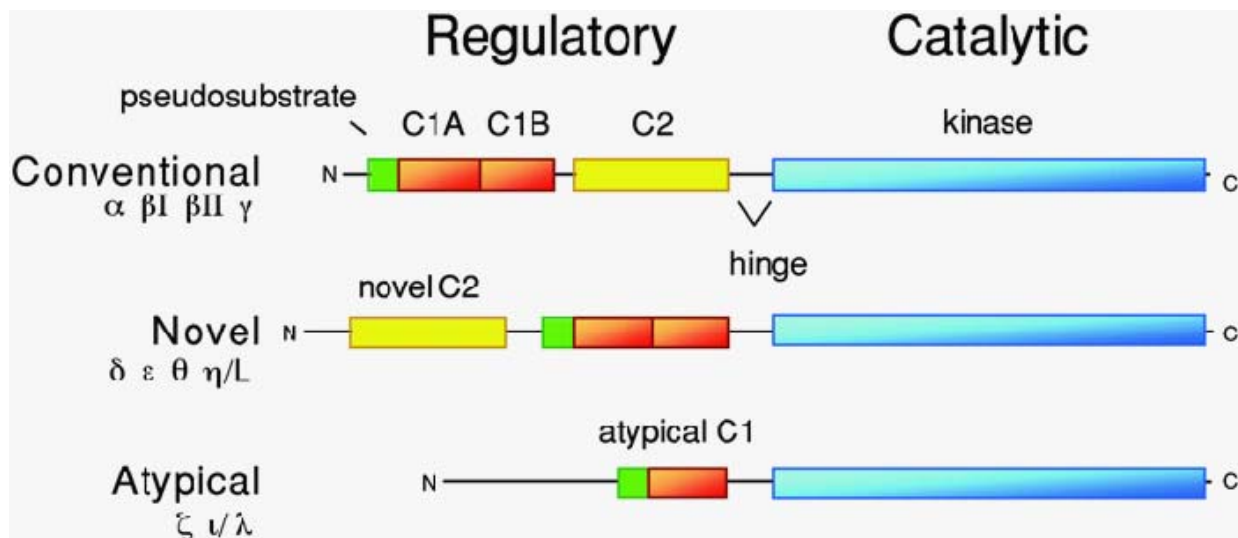 Regulatory Catalytic
pseudosubstrate
C1A C1B C2 kinase
Conventional N C
α βI βII γ
hinge
novel C2
Novel N C
δ ε θ η/L
atypical C1
Atypical N C
ζ ι/λ